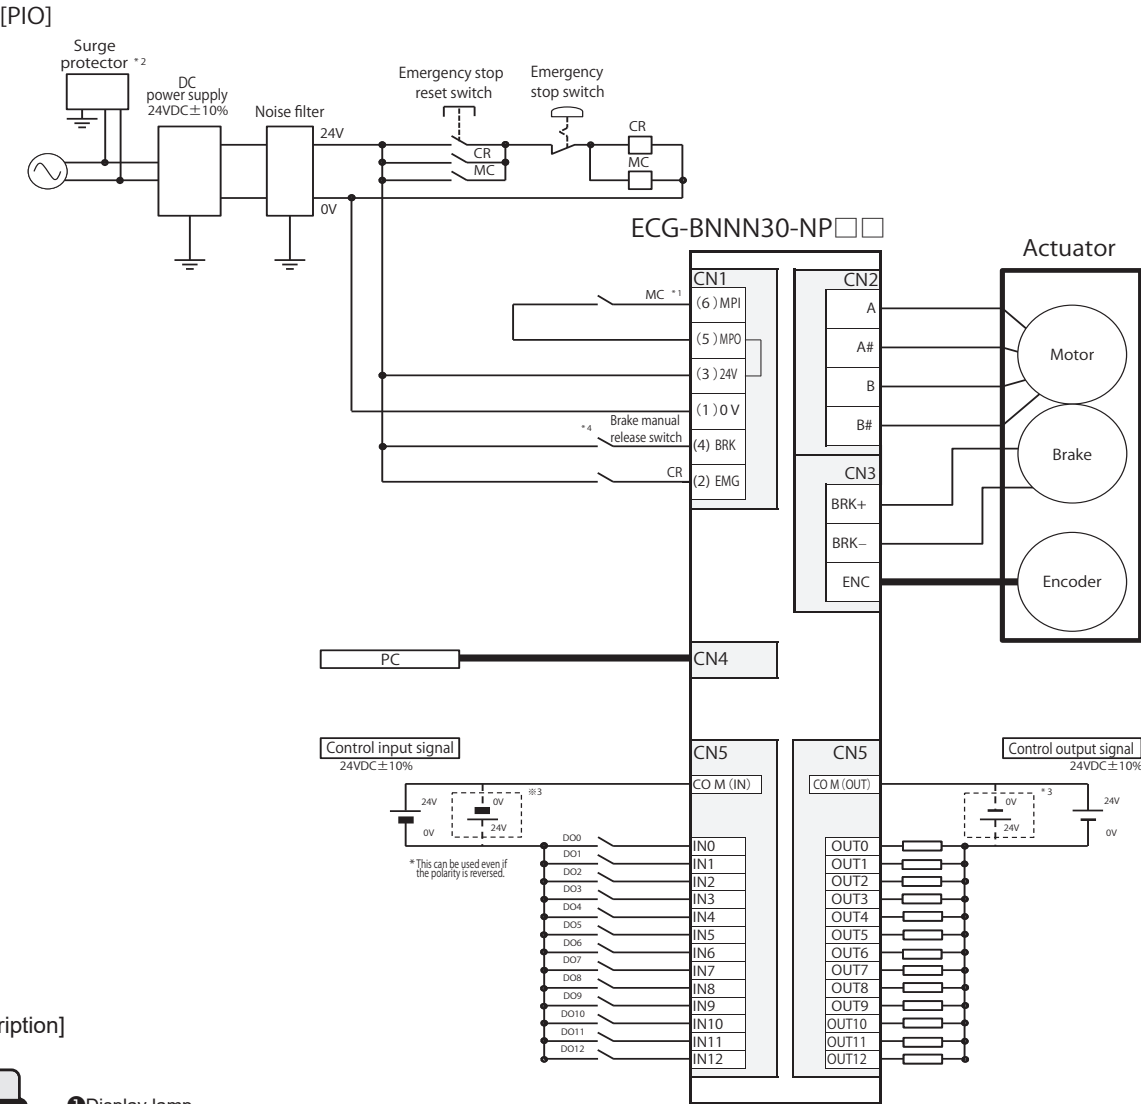 [PIO]
Surge
protector *2
DC
power supply
24VDC±10%
Noise filter
Emergency stop
reset switch
Emergency
stop switch
24V
0V
CR
MC
CR
MC
ECG-BNNN30-NP□□
Actuator
CN1
MC *1
(6)MPI
(5)MPO
(3)24V
(1)0V
*4
Brake manual
release switch
(4) BRK
CR
(2) EMG
CN2
A
A#
B
B#
CN3
BRK+
BRK−
ENC
Motor
Brake
Encoder
PC
CN4
Control input signal
24VDC±10%
24V
0V
0V
24V
※3
*This can be used even if
the polarity is reversed.
CN5
COM(IN)
DO0
IN0
DO1
IN1
DO2
IN2
DO3
IN3
DO4
IN4
DO5
IN5
DO6
IN6
DO7
IN7
DO8
IN8
DO9
IN9
DO10
IN10
DO11
IN11
DO12
IN12
CN5
COM(OUT)
OUT0
OUT1
OUT2
OUT3
OUT4
OUT5
OUT6
OUT7
OUT8
OUT9
OUT10
OUT11
OUT12
Control output signal
24VDC±10%
0V
24V
*3
24V
0V
ription]
❶Display lamp